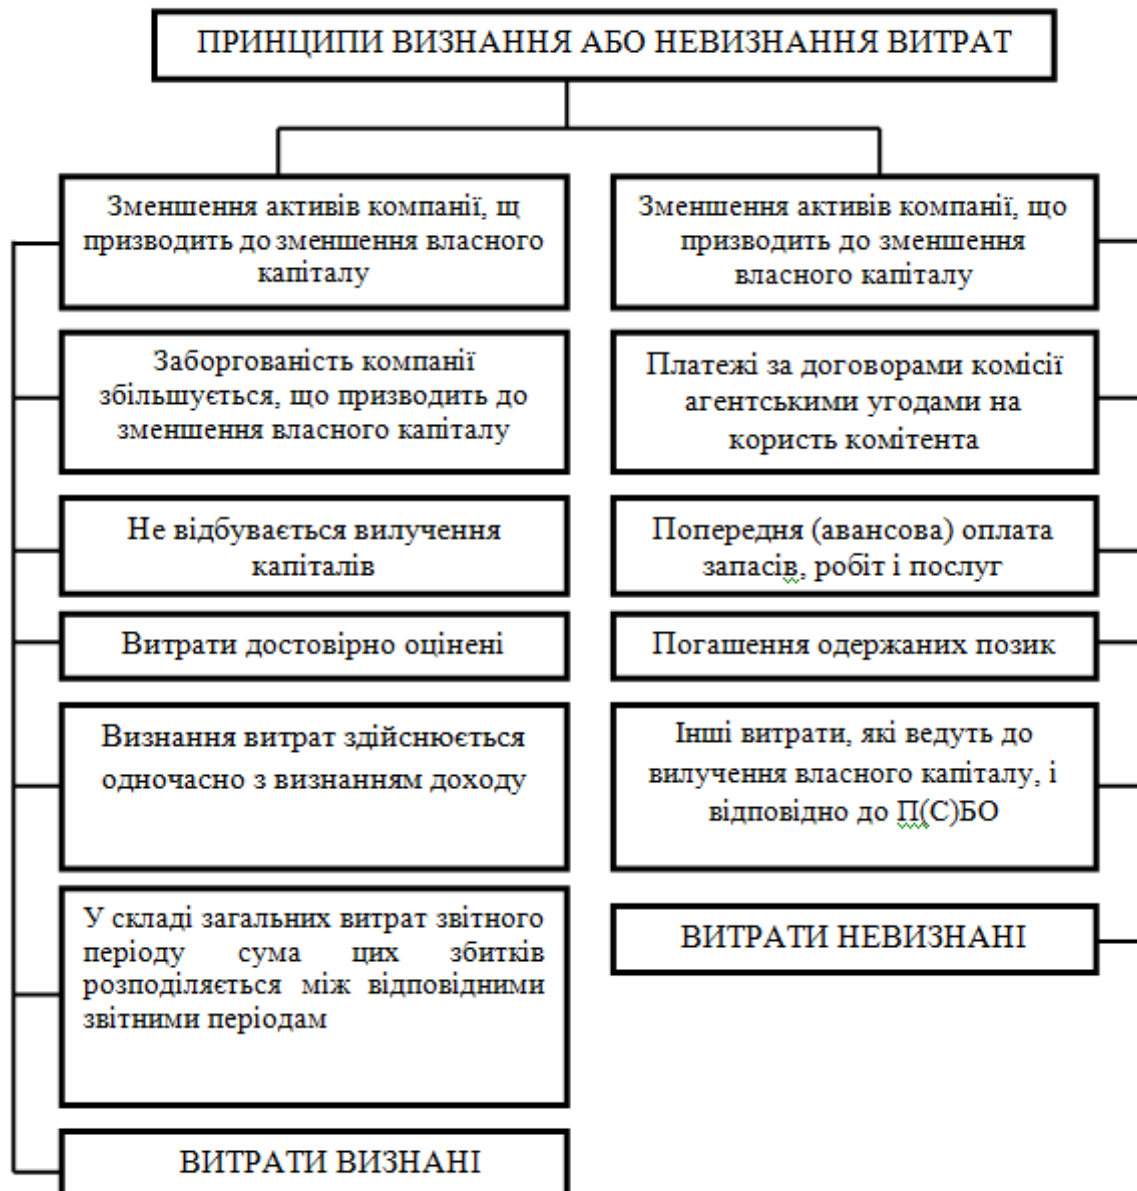 ПРИНЦИПИ ВИЗНАННЯ АБО НЕВИЗНАННЯ ВИТРАТ
Зменшення активів компанії, щ
призводить до зменшення власного
капіталу
Заборгованість компанії
збільшується, що призводить до
зменшення власного капіталу
Не відбувається вилучення
капіталів
Витрати достовірно оцінені
Визнання витрат здійснюється
одночасно з визнанням доходу
У складі загальних витрат звітного
періоду сума цих збитків
розподіляється між відповідними
звітними періодам
ВИТРАТИ ВИЗНАНІ
Зменшення активів компанії, що
призводить до зменшення
власного капіталу
Платежі за договорами комісії
агентськими угодами на
користь комітента
Попередня (авансова) оплата
запасів, робіт і послуг
Погашення одержаних позик
Інші витрати, які ведуть до
вилучення власного капіталу, і
відповідно до П(С)БО
ВИТРАТИ НЕВИЗНАНІ